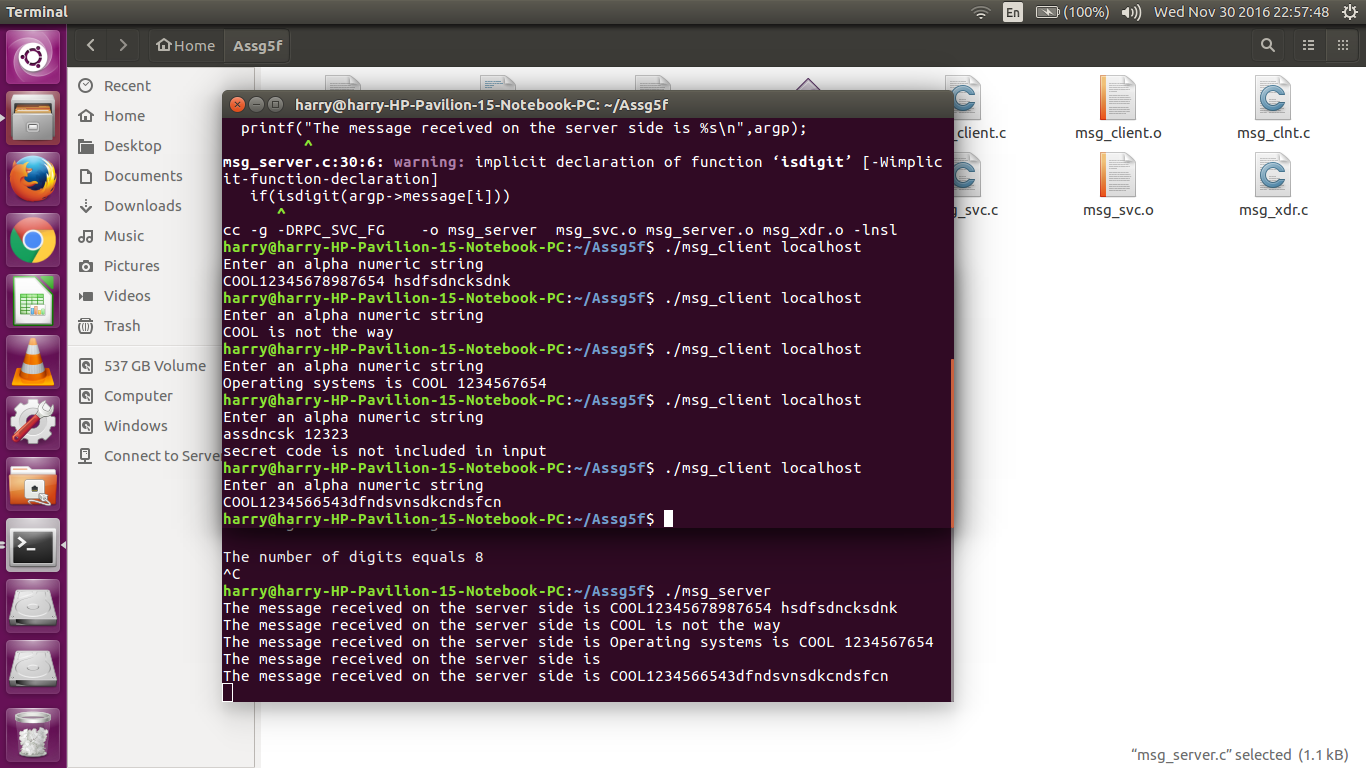 Terminal
En
(100%)
Wed Nov 30 2016 22:57:48
Home
Assg5f
Recent
Home
Desktop
Documents
Downloads
Music
Pictures
Videos
Trash
537 GB Volume
Computer
Windows
Connect to Server
harry@harry-HP-Pavilion-15-Notebook-PC: ~/Assg5f
printf("The message received on the server side is %s\n",argp);
^
msg_server.c:30:6: warning: implicit declaration of function ‘isdigit’ [-Wimplic
it-function-declaration]
if(isdigit(argp->message[i]))
^
cc -g -DRPC_SVC_FG    -o msg_server  msg_svc.o msg_server.o msg_xdr.o -lnsl
harry@harry-HP-Pavilion-15-Notebook-PC:~/Assg5f$ ./msg_client localhost
Enter an alpha numeric string
COOL12345678987654 hsdfsdncksdnk
harry@harry-HP-Pavilion-15-Notebook-PC:~/Assg5f$ ./msg_client localhost
Enter an alpha numeric string
COOL is not the way
harry@harry-HP-Pavilion-15-Notebook-PC:~/Assg5f$ ./msg_client localhost
Enter an alpha numeric string
Operating systems is COOL 1234567654
harry@harry-HP-Pavilion-15-Notebook-PC:~/Assg5f$ ./msg_client localhost
Enter an alpha numeric string
assdncsk 12323
secret code is not included in input
harry@harry-HP-Pavilion-15-Notebook-PC:~/Assg5f$ ./msg_client localhost
Enter an alpha numeric string
COOL1234566543dfndsvnsdkcndsfcn
harry@harry-HP-Pavilion-15-Notebook-PC:~/Assg5f$
The number of digits equals 8
^C
harry@harry-HP-Pavilion-15-Notebook-PC:~/Assg5f$ ./msg_server
The message received on the server side is COOL12345678987654 hsdfsdncksdnk
The message received on the server side is COOL is not the way
The message received on the server side is Operating systems is COOL 1234567654
The message received on the server side is
The message received on the server side is COOL1234566543dfndsvnsdkcndsfcn
_client.c
msg_client.o
msg_clnt.c
g_svc.c
msg_svc.o
msg_xdr.c
“msg_server.c” selected (1.1 kB)